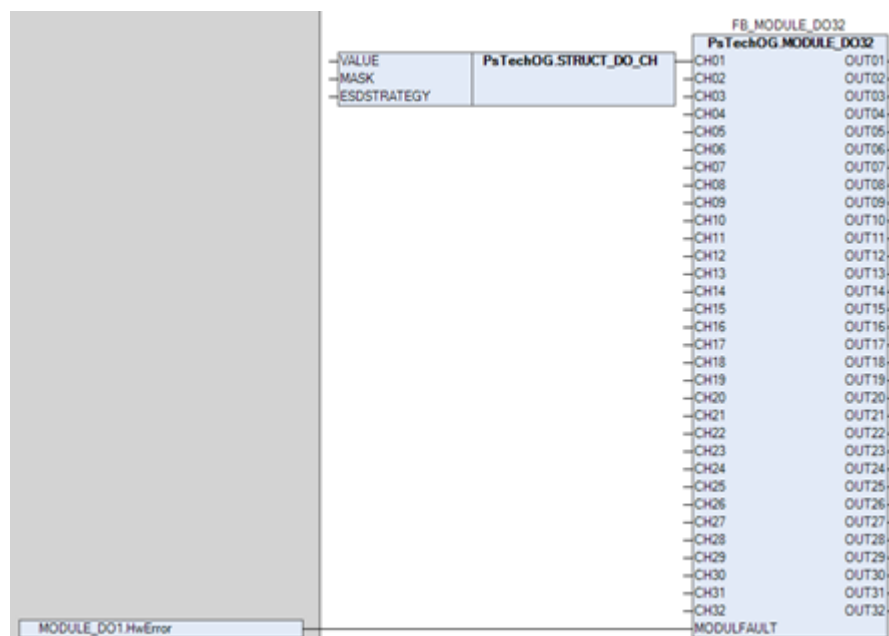 FB_MODULE_DO32
PsTechOG.MODULE_DO32
VALUE PsTechOG.STRUCT_DO_CH CH01 OUT01
MASK CH02 OUT02
ESDSTRATEGY CH03 OUT03
CH04 OUT04
CH05 OUT05
CH06 OUT06
CH07 OUT07
CH08 OUT08
CH09 OUT09
CH10 OUT10
CH11 OUT11
CH12 OUT12
CH13 OUT13
CH14 OUT14
CH15 OUT15
CH16 OUT16
CH17 OUT17
CH18 OUT18
CH19 OUT19
CH20 OUT20
CH21 OUT21
CH22 OUT22
CH23 OUT23
CH24 OUT24
CH25 OUT25
CH26 OUT26
CH27 OUT27
CH28 OUT28
CH29 OUT29
CH30 OUT30
CH31 OUT31
CH32 OUT32
MODULE_DO1.HwError MODULFAULT